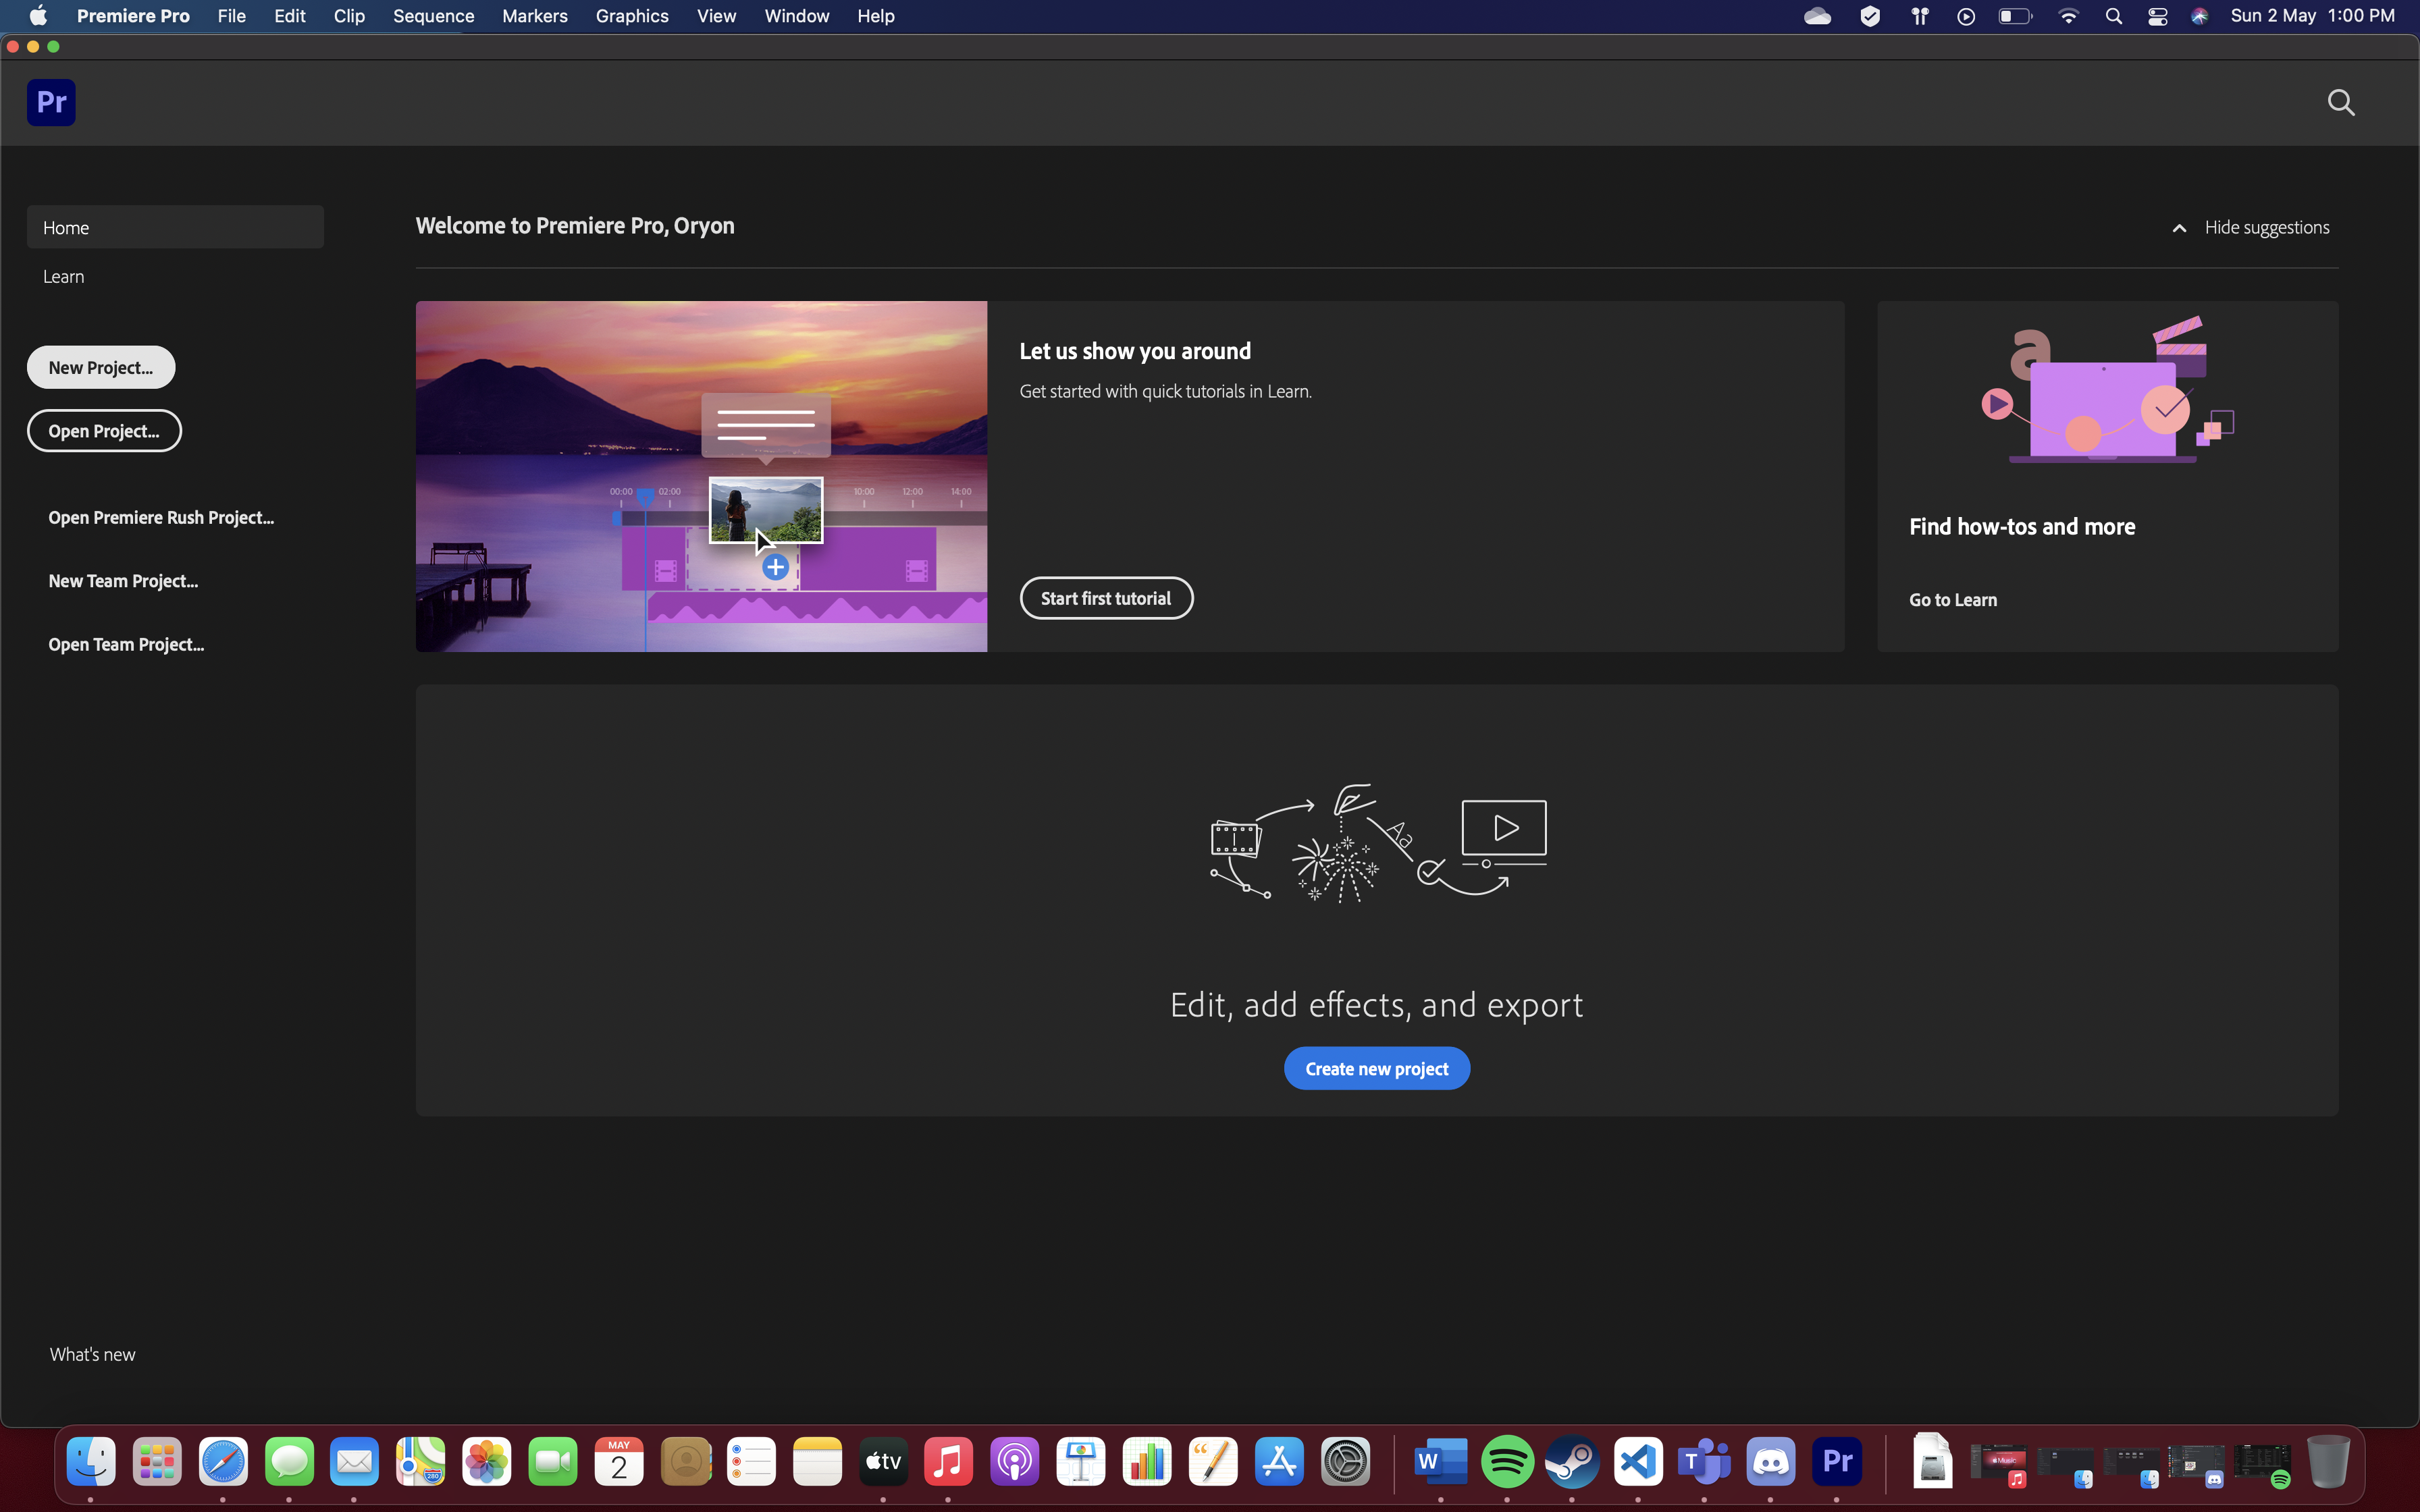 Premiere Pro File Edit Clip Sequence Markers Graphics View Window Help Sun 2 May 1:00 PM
Pr
Home
Learn
New Project...
Open Project...
Open Premiere Rush Project...
New Team Project...
Open Team Project...
What's new
Welcome to Premiere Pro, Oryon
Hide suggestions
00:00 02:00 10:00 12:00 14:00
Let us show you around
Get started with quick tutorials in Learn.
Start first tutorial
a
Find how-tos and more
Go to Learn
Aa
Edit, add effects, and export
Create new project
280
MAY
2
tv
W
T
Pr
Music